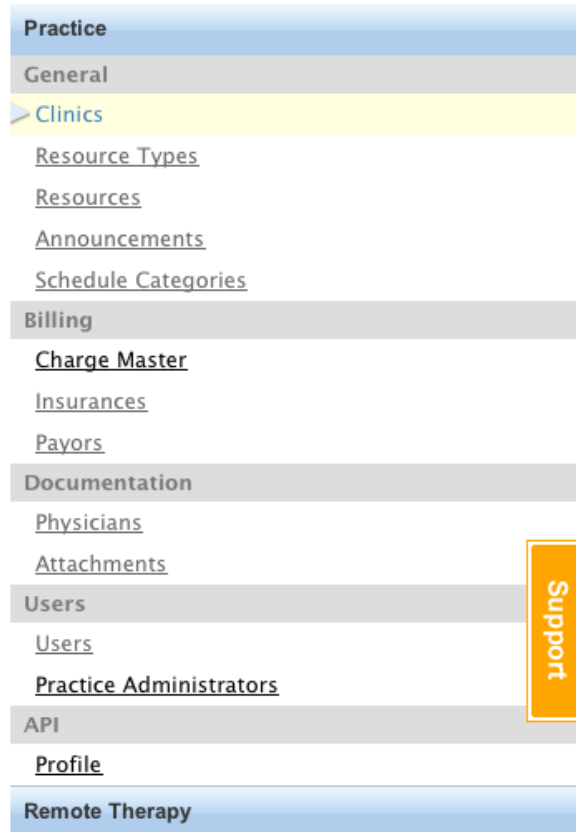 Practice
General
Clinics
Resource Types
Resources
Announcements
Schedule Categories
Billing
Charge Master
Insurances
Payors
Documentation
Physicians
Attachments
Support
Users
Users
Practice Administrators
API
Profile
Remote Therapy